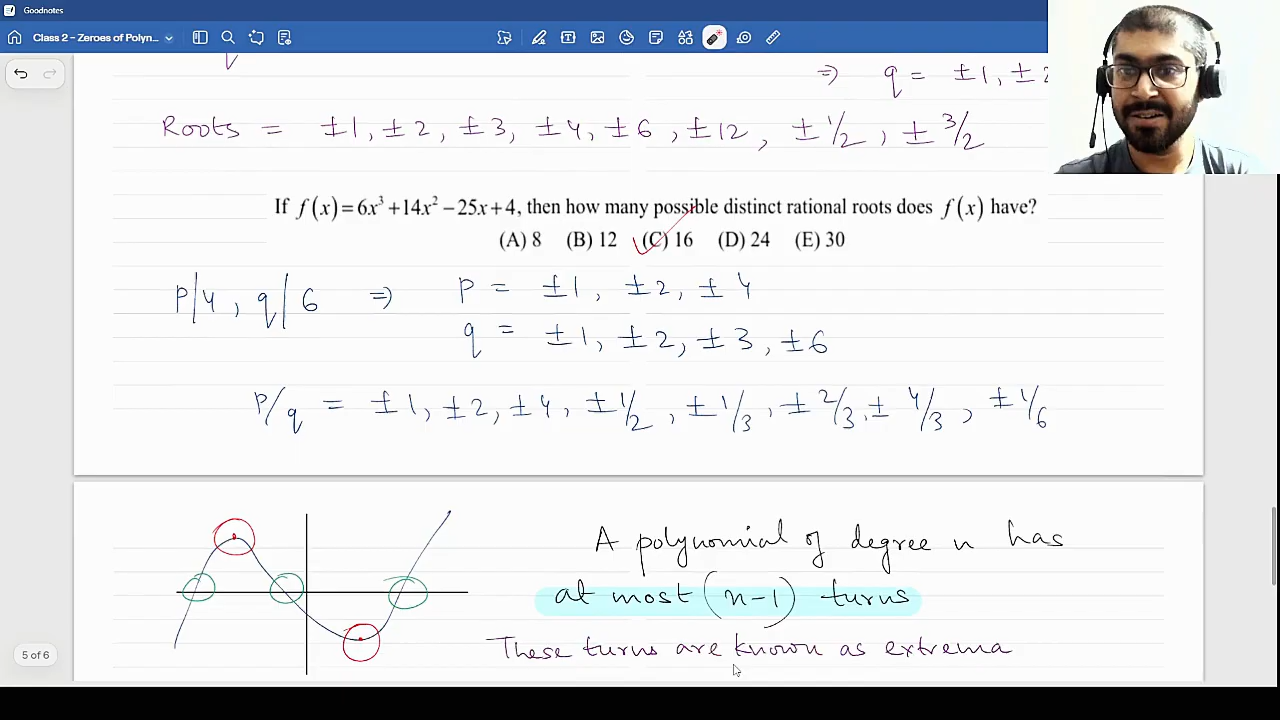 Goodnotes
Class 2 - Zeroes of Polyn...
⇒ q = ±1, ±2
Roots = ±1, ±2, ±3, ±4, ±6, ±12, ±1/2, ±3/2
If f(x) = 6x³ + 14x² − 25x + 4, then how many possible distinct rational roots does f(x) have?
(A) 8 (B) 12 (C) 16 (D) 24 (E) 30
p/4, q/6 ⇒ p = ±1, ±2, ±4
q = ±1, ±2, ±3, ±6
p/q = ±1, ±2, ±4, ±1/2, ±1/3, ±2/3, ±4/3, ±1/6
A polynomial of degree n has
at most (n-1) turns
These turns are known as extrema
5 of 6